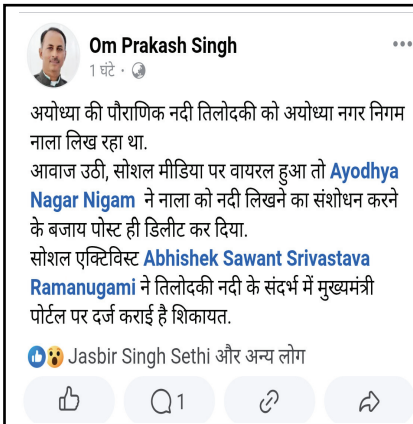 Om Prakash Singh
1 घंटे ·
अयोध्या की पौराणिक नदी तिलोदकी को अयोध्या नगर निगम
नाला लिख रहा था.
आवाज उठी, सोशल मीडिया पर वायरल हुआ तो Ayodhya
Nagar Nigam ने नाला को नदी लिखने का संशोधन करने
के बजाय पोस्ट ही डिलीट कर दिया.
सोशल एक्टिविस्ट Abhishek Sawant Srivastava
Ramanugami ने तिलोदकी नदी के संदर्भ में मुख्यमंत्री
पोर्टल पर दर्ज कराई है शिकायत.
Jasbir Singh Sethi और अन्य लोग
1